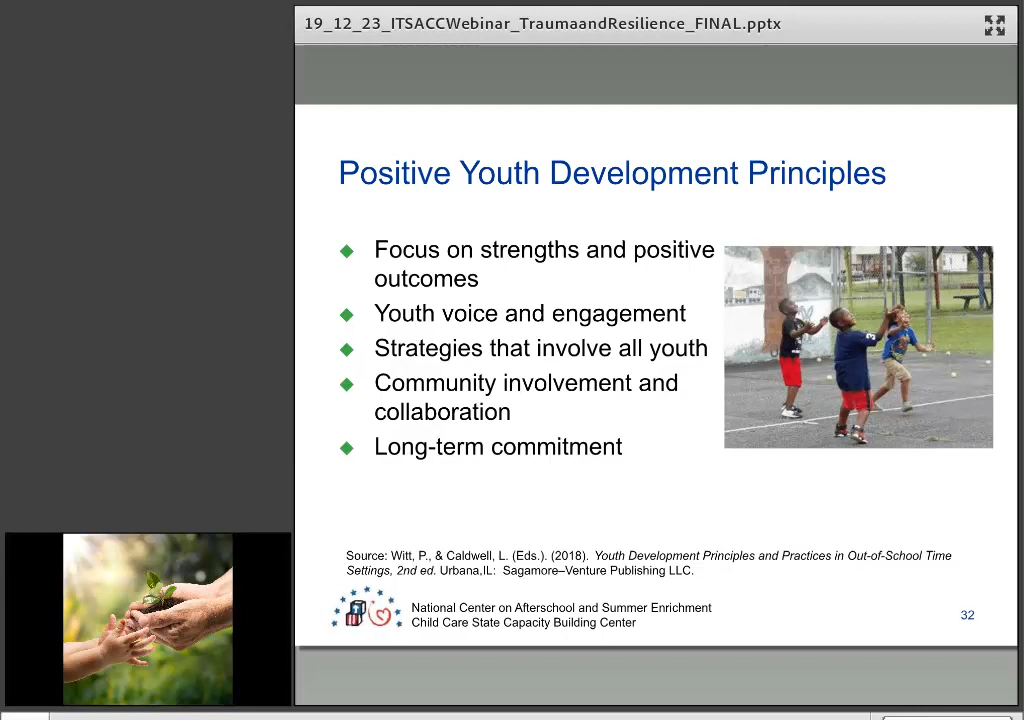 19_12_23_ITSACCWebinar_TraumaandResilience_FINAL.pptx
Positive Youth Development Principles
Focus on strengths and positive
outcomes
Youth voice and engagement
Strategies that involve all youth
Community involvement and
collaboration
Long-term commitment
Source: Witt, P., & Caldwell, L. (Eds.). (2018). Youth Development Principles and Practices in Out-of-School Time
Settings, 2nd ed. Urbana,IL: Sagamore–Venture Publishing LLC.
National Center on Afterschool and Summer Enrichment
Child Care State Capacity Building Center
32